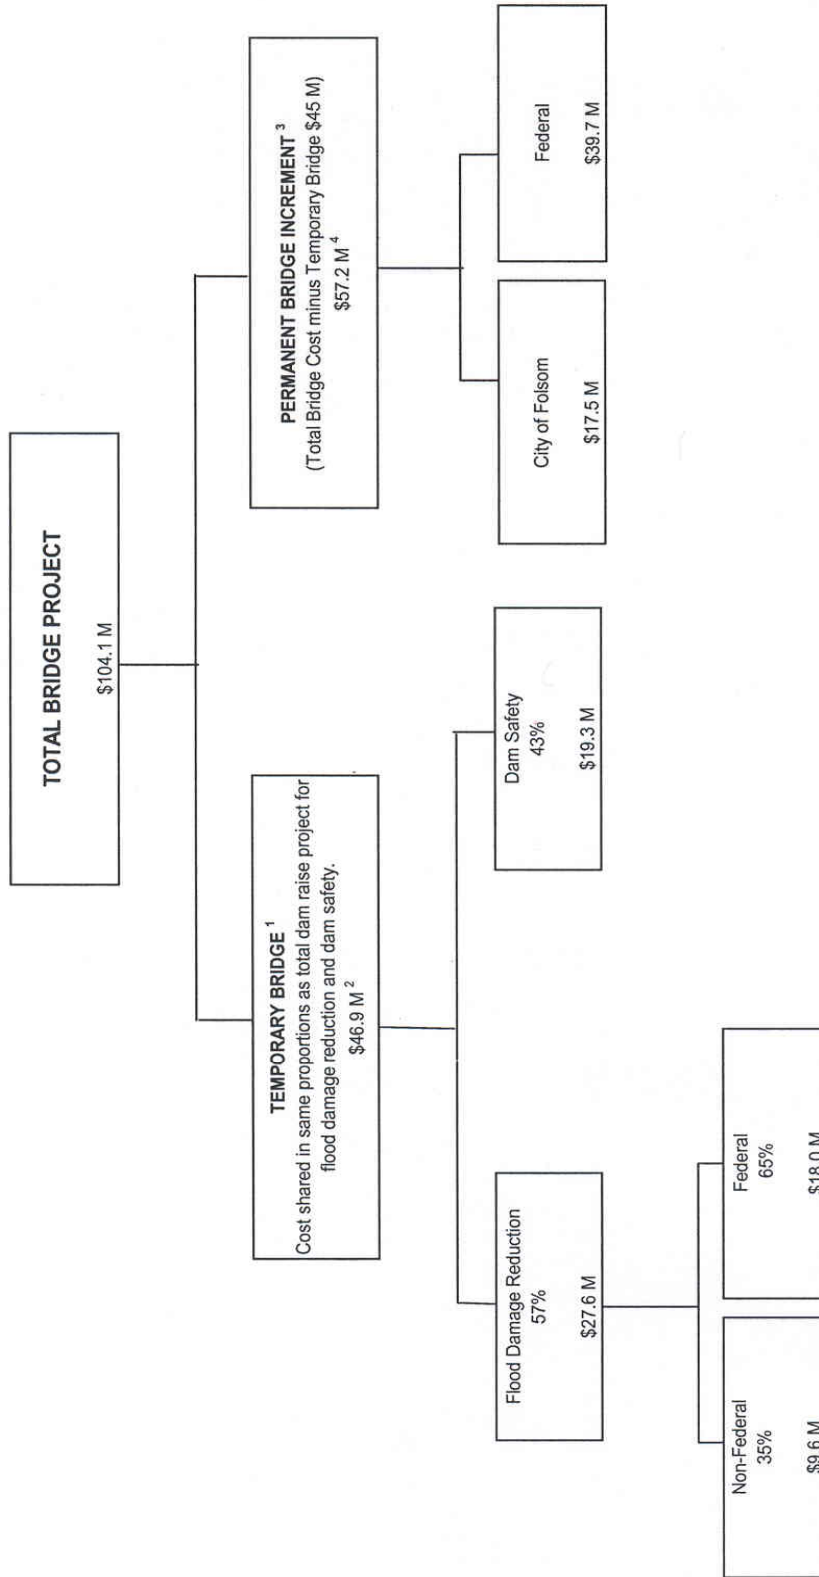 TOTAL BRIDGE PROJECT
$104.1 M
TEMPORARY BRIDGE 1
Cost shared in same proportions as total dam raise project for
flood damage reduction and dam safety.
$46.9 M 2
PERMANENT BRIDGE INCREMENT 3
(Total Bridge Cost minus Temporary Bridge $45 M)
$57.2 M 4
Flood Damage Reduction
57%
$27.6 M
Dam Safety
43%
$19.3 M
City of Folsom
$17.5 M
Federal
$39.7 M
Non-Federal
35%
$9.6 M
Federal
65%
$18.0 M